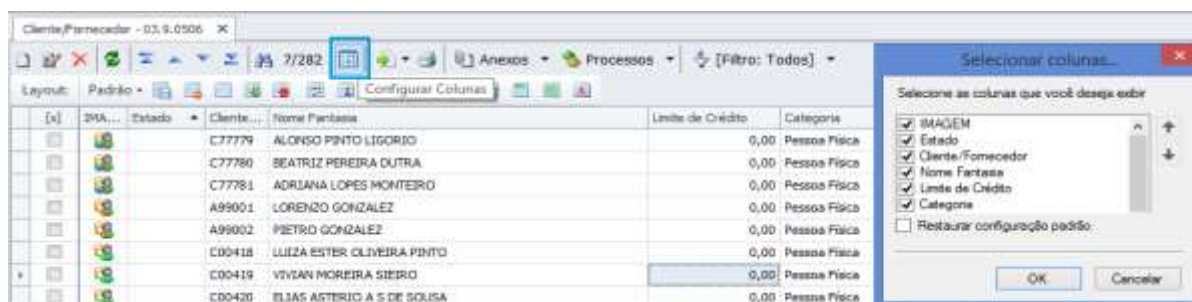 Cliente/Fornecedor - 03.9.0506
7/282 Anexos Processos [Filtro: Todos]
Layout: Padrão
Configurar Colunas
[x] IMA... Estado Cliente... Nome Fantasia Limite de Crédito Categoria
C77779 ALONSO PINTO LIGORIO 0,00 Pessoa Física
C77780 BEATRIZ PEREIRA DUTRA 0,00 Pessoa Física
C77781 ADRIANA LOPES MONTEIRO 0,00 Pessoa Física
A99001 LORENZO GONZALEZ 0,00 Pessoa Física
A99002 PIETRO GONZALEZ 0,00 Pessoa Física
C00418 LUIZA ESTER OLIVEIRA PINTO 0,00 Pessoa Física
C00419 VIVIAN MOREIRA SIEIRO 0,00 Pessoa Física
C00420 ELIAS ASTERIO A S DE SOUSA 0,00 Pessoa Física
Selecionar colunas...
Selecione as colunas que você deseja exibir
IMAGEM
Estado
Cliente/Fornecedor
Nome Fantasia
Limite de Crédito
Categoria
Restaurar configuração padrão
OK Cancelar